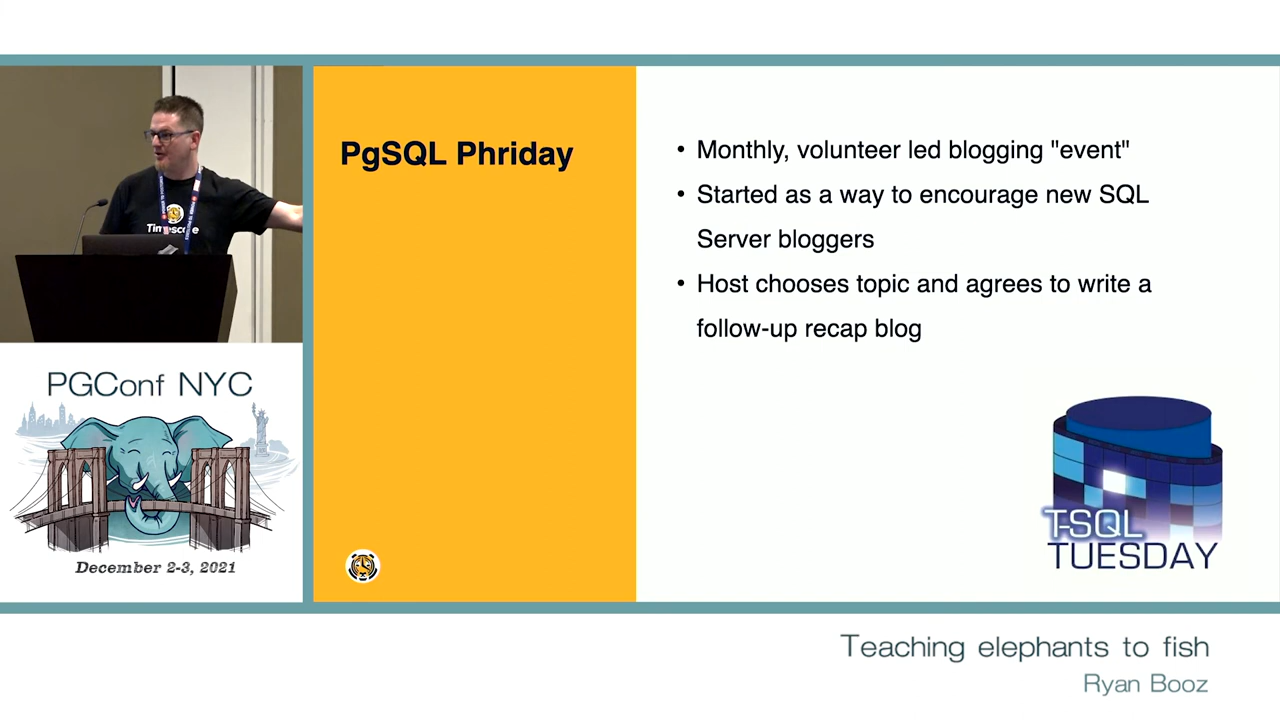 PgSQL Phriday
• Monthly, volunteer led blogging "event"
• Started as a way to encourage new SQL
Server bloggers
• Host chooses topic and agrees to write a
follow-up recap blog
T-SQL
TUESDAY
PGConf NYC
December 2-3, 2021
Teaching elephants to fish
Ryan Booz